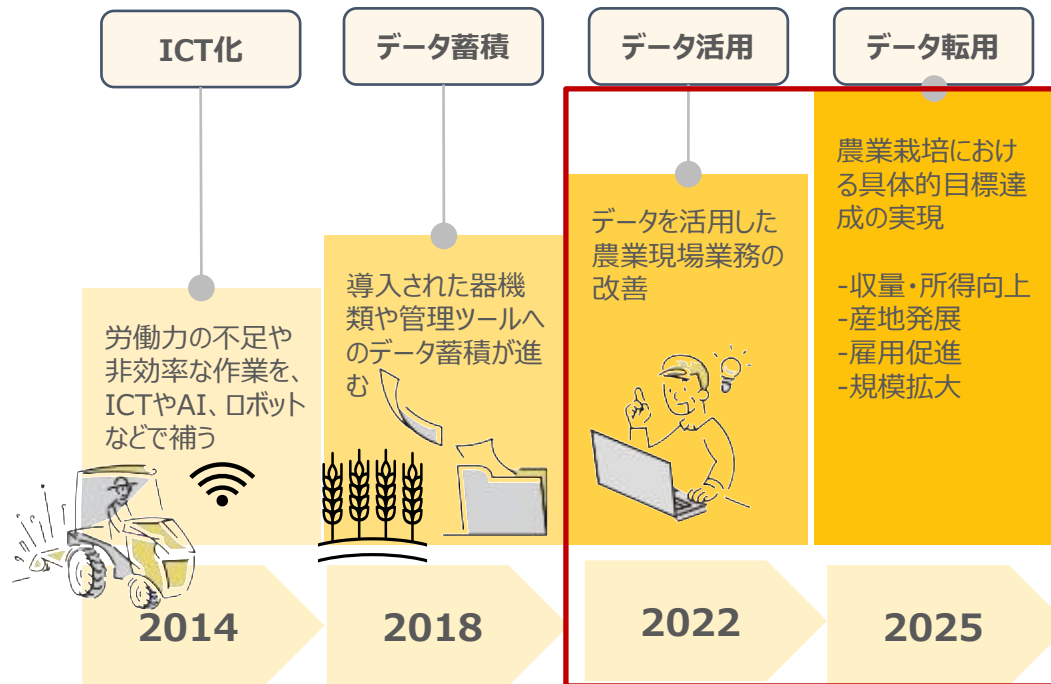 ICT化
データ蓄積
データ活用
データ転用
労働力の不足や
非効率な作業を、
ICTやAI、ロボット
などで補う
導入された器機
類や管理ツールへ
のデータ蓄積が進
む
データを活用した
農業現場業務の
改善
農業栽培におけ
る具体的目標達
成の実現
-収量・所得向上
-産地発展
-雇用促進
-規模拡大
2014
2018
2022
2025